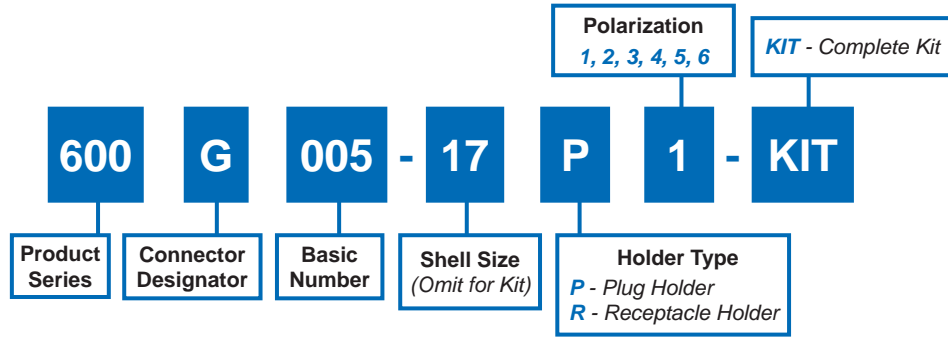 Polarization
1, 2, 3, 4, 5, 6
KIT - Complete Kit
600 G 005 - 17 P 1 - KIT
Product
Series
Connector
Designator
Basic
Number
Shell Size
(Omit for Kit)
Holder Type
P - Plug Holder
R - Receptacle Holder